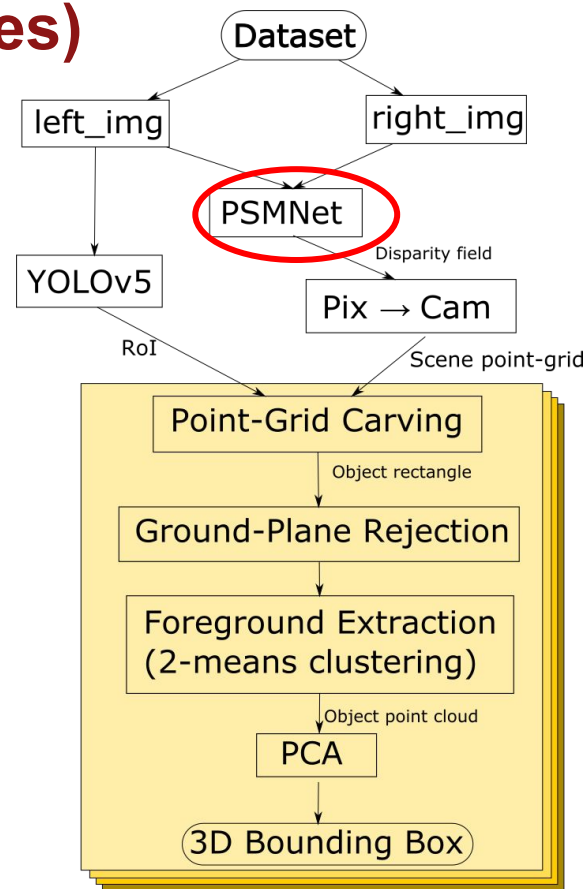 es)
Dataset
left_img
right_img
PSMNet
Disparity field
YOLOv5
Pix → Cam
RoI
Scene point-grid
Point-Grid Carving
Object rectangle
Ground-Plane Rejection
Foreground Extraction
(2-means clustering)
Object point cloud
PCA
3D Bounding Box